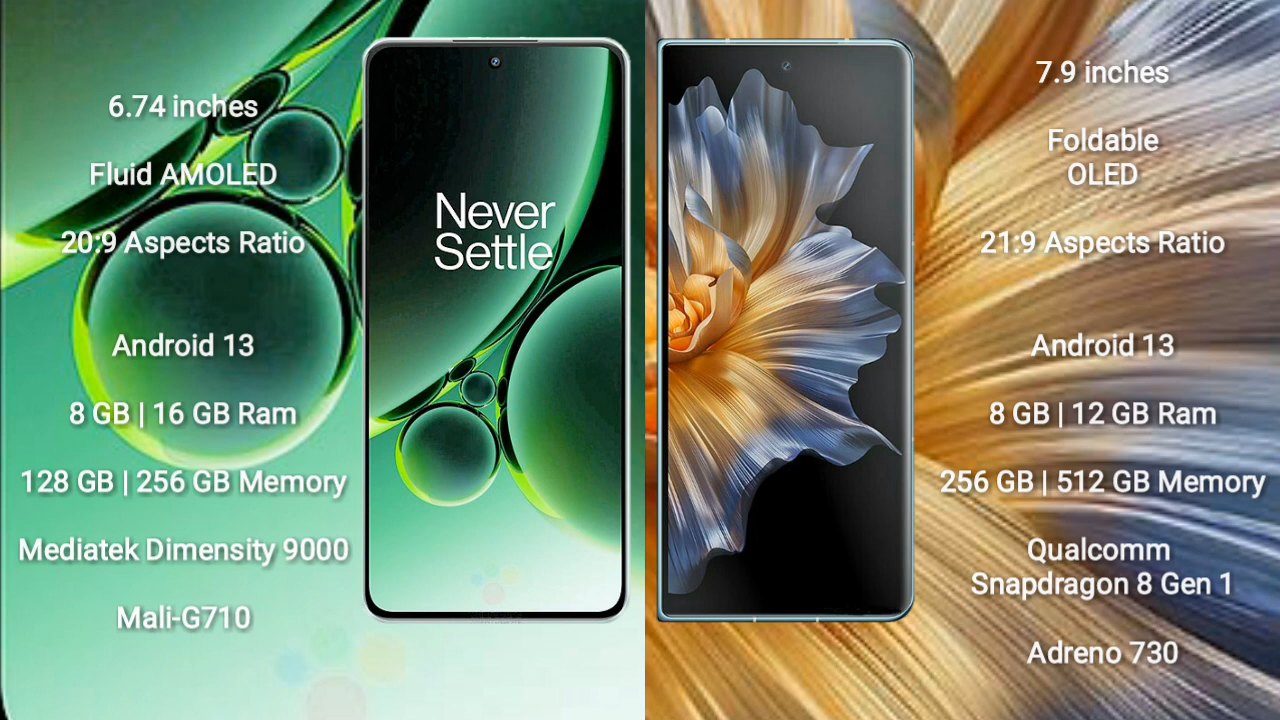 6.74 inches
Fluid AMOLED
20:9 Aspects Ratio
Android 13
8 GB | 16 GB Ram
128 GB | 256 GB Memory
Mediatek Dimensity 9000
Mali-G710
Never
Settle
7.9 inches
Foldable
OLED
21:9 Aspects Ratio
Android 13
8 GB | 12 GB Ram
256 GB | 512 GB Memory
Qualcomm
Snapdragon 8 Gen 1
Adreno 730